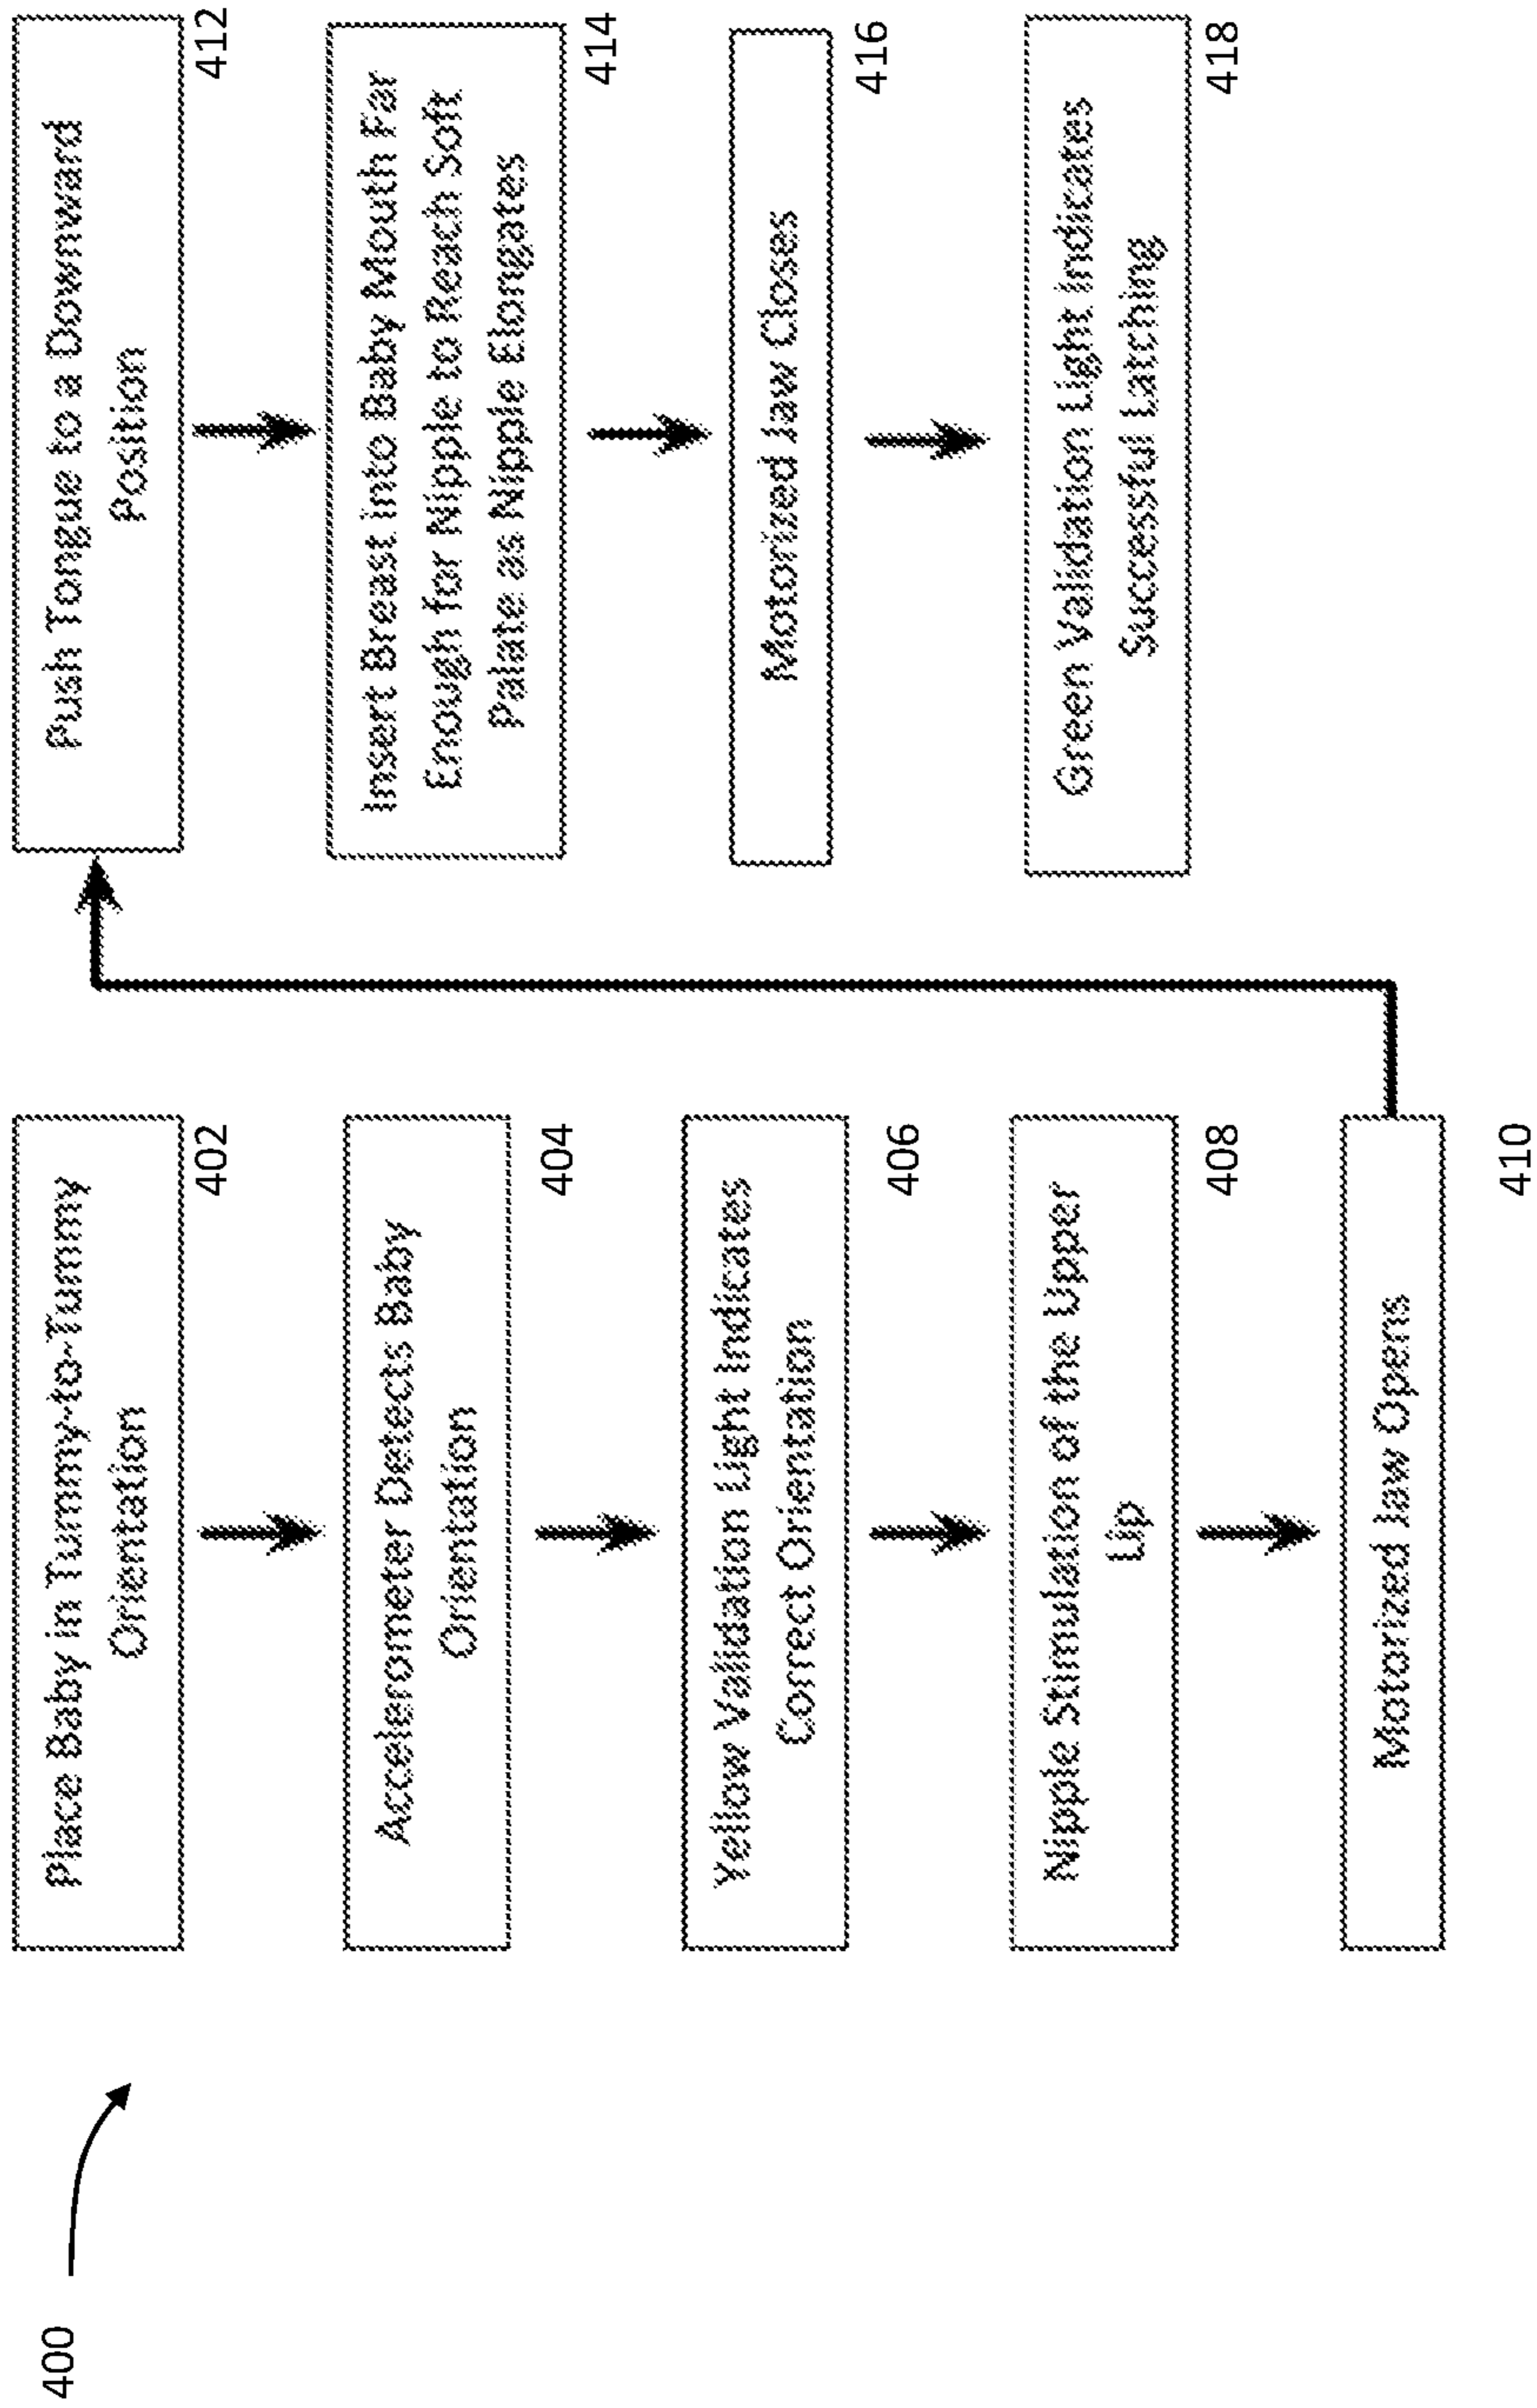 400
Place Baby in Tummy-to-Tummy
Orientation
402
Accelerometer Detects Baby
Orientation
404
Yellow Validation Light Indicates
Correct Orientation
406
Nipple Stimulation of the Upper
Lip
408
Motorized Jaw Opens
410
Push Tongue to a Downward
Position
412
Insert Breast into Baby Mouth Far
Enough for Nipple to Reach Soft
Palate as Nipple Elongates
414
Motorized Jaw Closes
416
Green Validation Light Indicates
Successful Latching
418